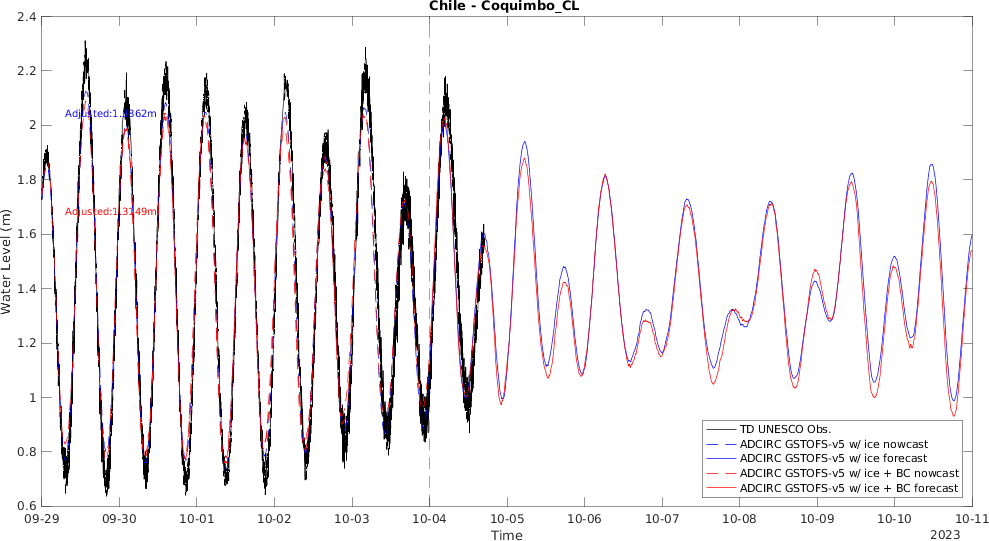 Chile - Coquimbo_CL
2.4
2.2
2
1.8
1.6
1.4
1.2
1
0.8
0.6
Water Level (m)
Adjusted:1.3149m
09-29 09-30 10-01 10-02 10-03 10-04 10-05 10-06 10-07 10-08 10-09 10-10 10-11
Time
2023
TD UNESCO Obs.
ADCIRC GSTOFS-v5 w/ ice nowcast
ADCIRC GSTOFS-v5 w/ ice forecast
ADCIRC GSTOFS-v5 w/ ice + BC nowcast
ADCIRC GSTOFS-v5 w/ ice + BC forecast